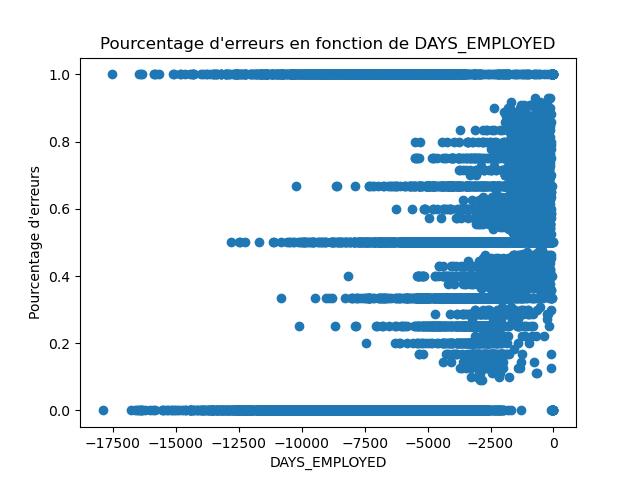 Pourcentage d'erreurs en fonction de DAYS_EMPLOYED
1.0
0.8
0.6
0.4
0.2
0.0
Pourcentage d'erreurs
−17500 −15000 −12500 −10000 −7500 −5000 −2500 0
DAYS_EMPLOYED